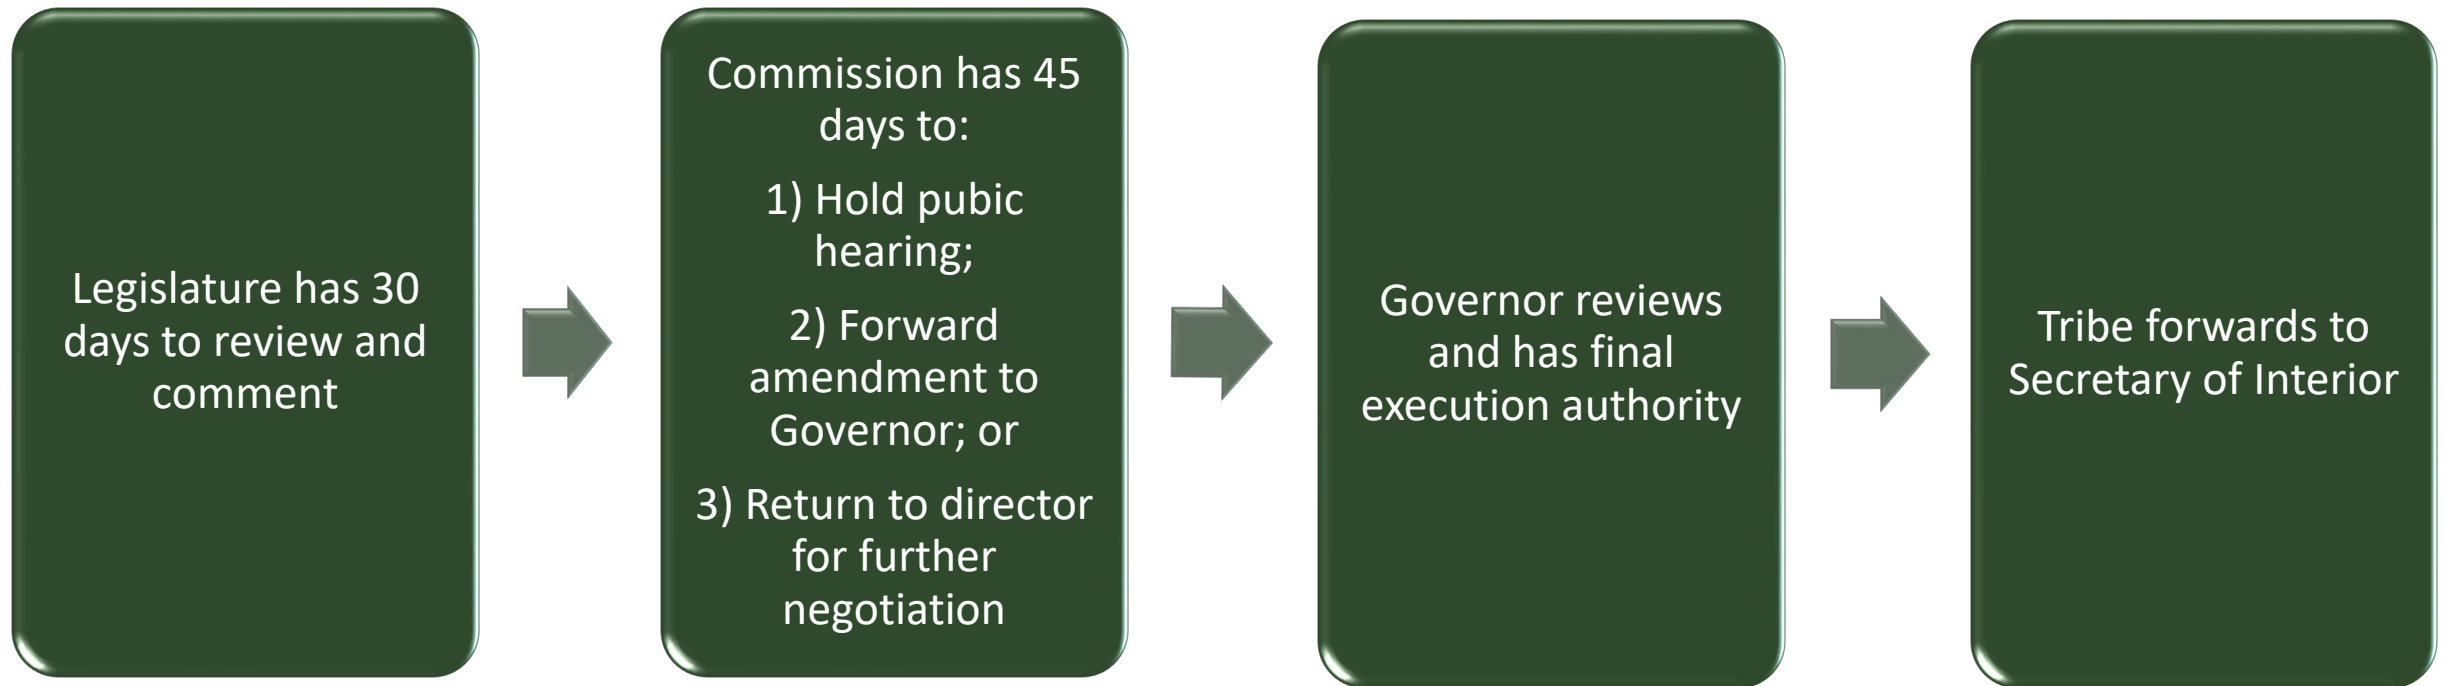 Legislature has 30
days to review and
comment
Commission has 45
days to:
1) Hold pubic
hearing;
2) Forward
amendment to
Governor; or
3) Return to director
for further
negotiation
Governor reviews
and has final
execution authority
Tribe forwards to
Secretary of Interior